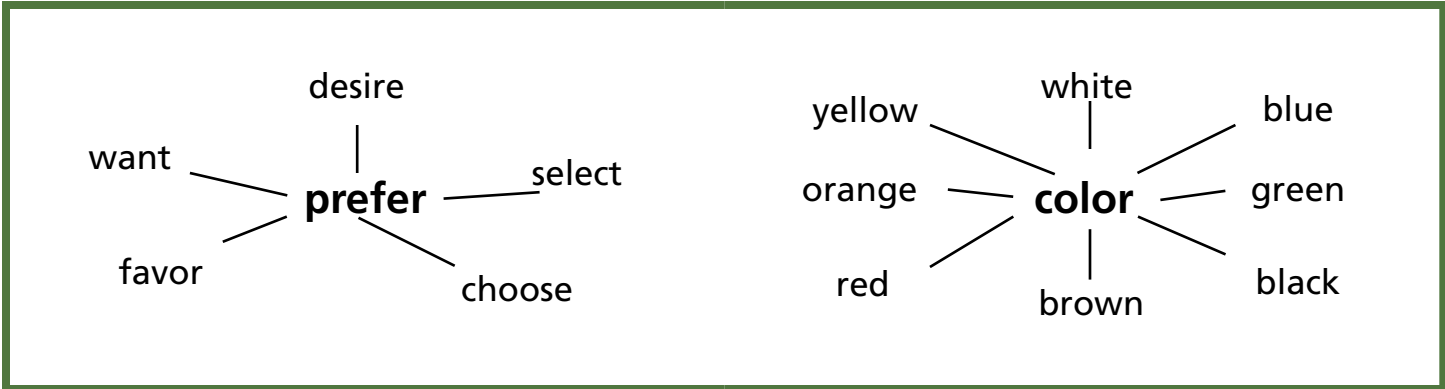 desire
want
select
prefer
favor
choose
white
yellow
blue
orange
color
green
red
brown
black